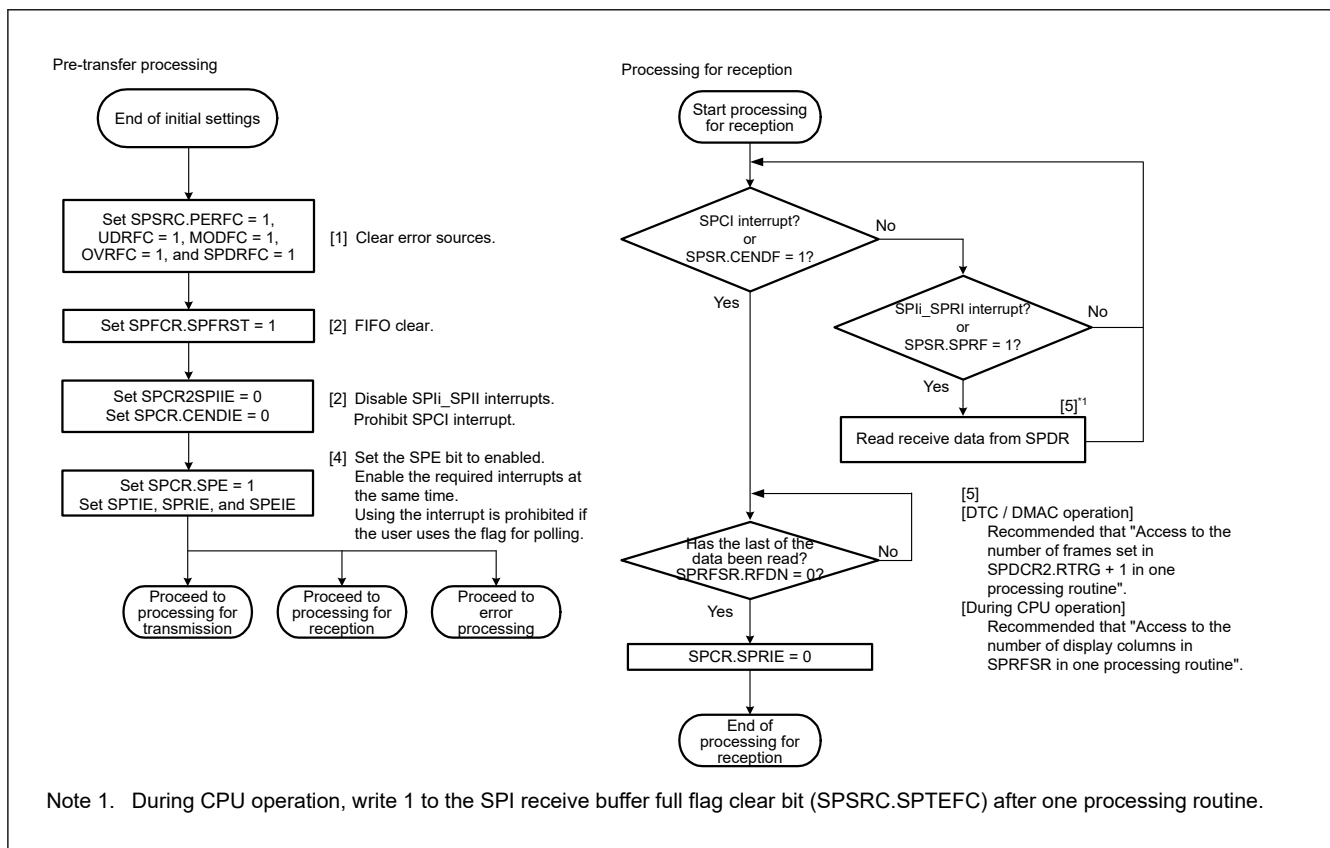 Pre-transfer processing
End of initial settings
Set SPSRC.PERFC = 1,
UDRFC = 1, MODFC = 1,
OVRFC = 1, and SPDRFC = 1
[1] Clear error sources.
Set SPFCR.SPFRST = 1
[2] FIFO clear.
Set SPCR2SPIIE = 0
Set SPCR.CENDIE = 0
[2] Disable SPIi_SPII interrupts.
Prohibit SPCI interrupt.
Set SPCR.SPE = 1
Set SPTIE, SPRIE, and SPEIE
[4] Set the SPE bit to enabled.
Enable the required interrupts at
the same time.
Using the interrupt is prohibited if
the user uses the flag for polling.
Proceed to
processing for
transmission
Proceed to
processing for
reception
Proceed to
error
processing
Processing for reception
Start processing
for reception
SPCI interrupt?
or
SPSR.CENDF = 1?
No
Yes
SPIi_SPRI interrupt?
or
SPSR.SPRF = 1?
No
Yes
[5]*1
Read receive data from SPDR
Has the last of the
data been read?
SPRFSR.RFDN = 0?
No
Yes
SPCR.SPRIE = 0
End of
processing for
reception
[5]
[DTC / DMAC operation]
Recommended that "Access to the
number of frames set in
SPDCR2.RTRG + 1 in one
processing routine".
[During CPU operation]
Recommended that "Access to the
number of display columns in
SPRFSR in one processing routine".
Note 1. During CPU operation, write 1 to the SPI receive buffer full flag clear bit (SPSRC.SPTEFC) after one processing routine.